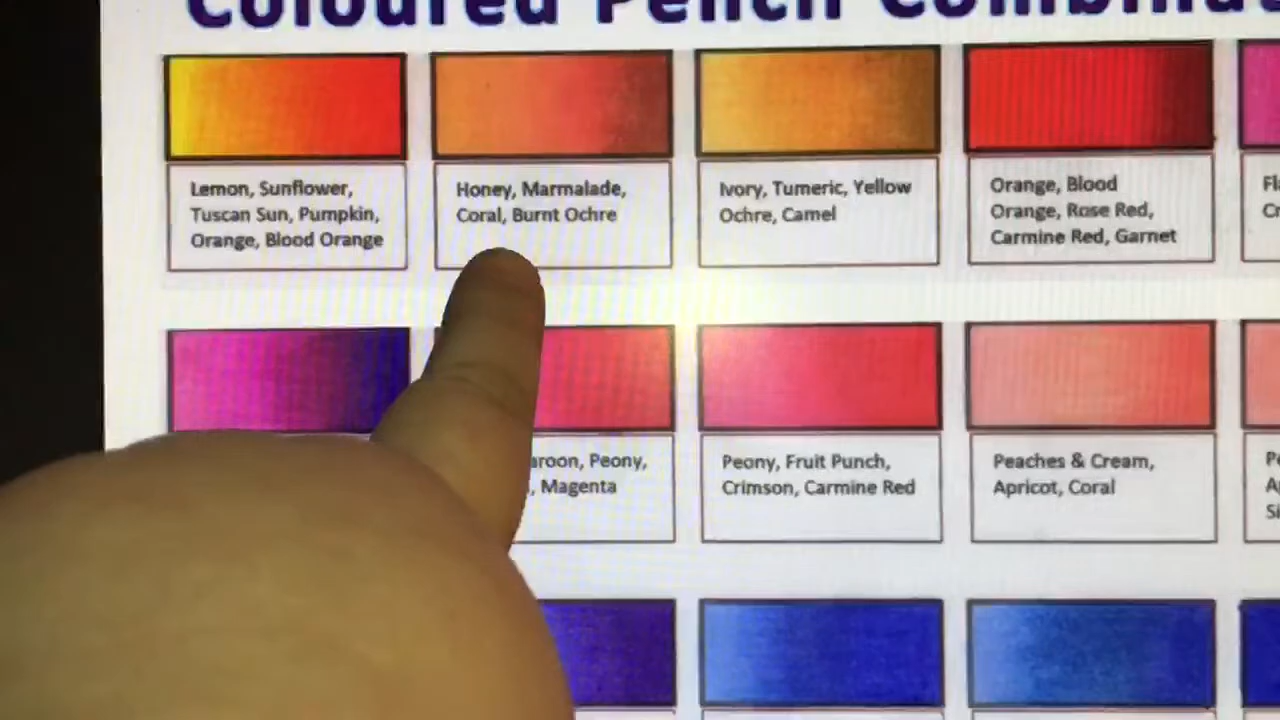 Coloured Pencil
Lemon, Sunflower,
Tuscan Sun, Pumpkin,
Orange, Blood Orange
Honey, Marmalade,
Coral, Burnt Ochre
Ivory, Tumeric, Yellow
Ochre, Camel
Orange, Blood
Orange, Rose Red,
Carmine Red, Garnet
Peony,
Magenta
Peony, Fruit Punch,
Crimson, Carmine Red
Peaches & Cream,
Apricot, Coral